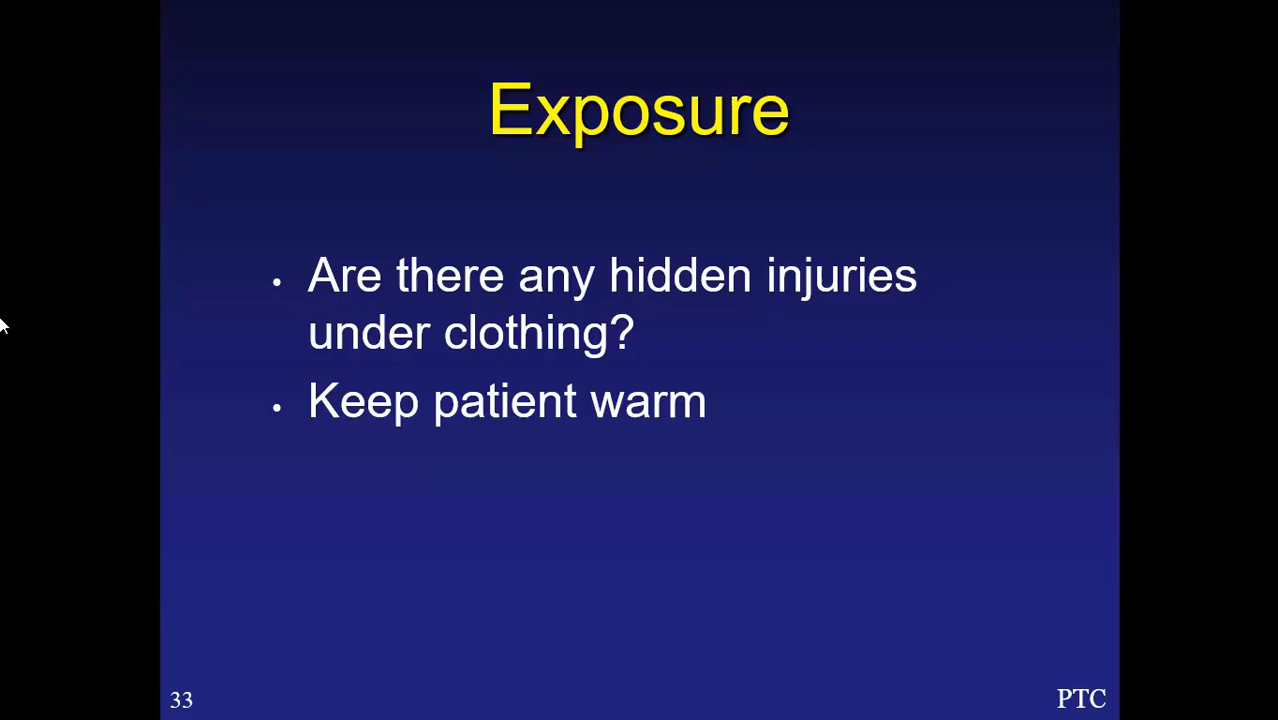 Exposure
• Are there any hidden injuries
under clothing?
• Keep patient warm
33
PTC